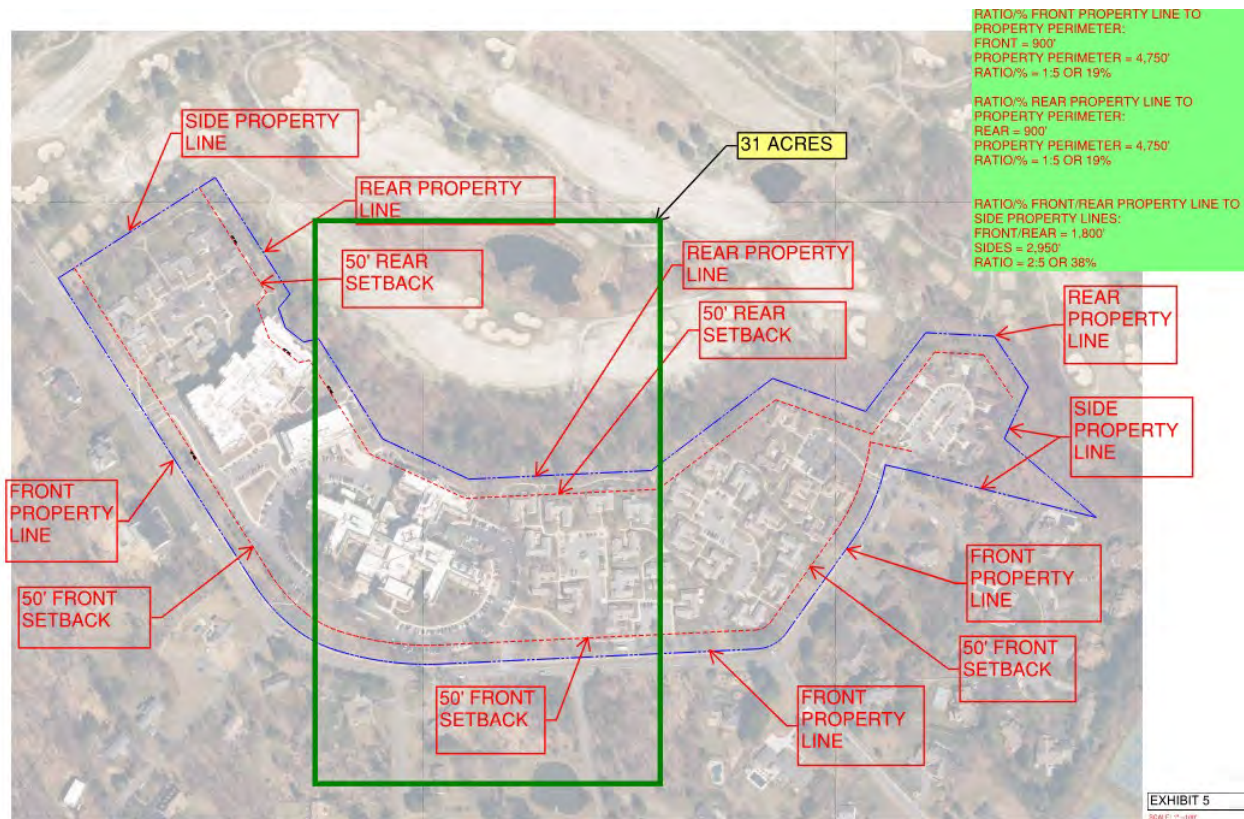 RATIO/% FRONT PROPERTY LINE TO
PROPERTY PERIMETER:
FRONT = 900'
PROPERTY PERIMETER = 4,750'
RATIO/% = 1:5 OR 19%
RATIO/% REAR PROPERTY LINE TO
PROPERTY PERIMETER:
REAR = 900'
PROPERTY PERIMETER = 4,750'
RATIO/% = 1:5 OR 19%
RATIO/% FRONT/REAR PROPERTY LINE TO
SIDE PROPERTY LINES:
FRONT/REAR = 1,800'
SIDES = 2,950'
RATIO = 2:5 OR 38%
SIDE PROPERTY
LINE
31 ACRES
REAR PROPERTY
LINE
50' REAR
SETBACK
REAR PROPERTY
LINE
50' REAR
SETBACK
REAR
PROPERTY
LINE
SIDE
PROPERTY
LINE
FRONT
PROPERTY
LINE
50' FRONT
SETBACK
FRONT
PROPERTY
LINE
50' FRONT
SETBACK
50' FRONT
SETBACK
FRONT
PROPERTY
LINE
EXHIBIT 5